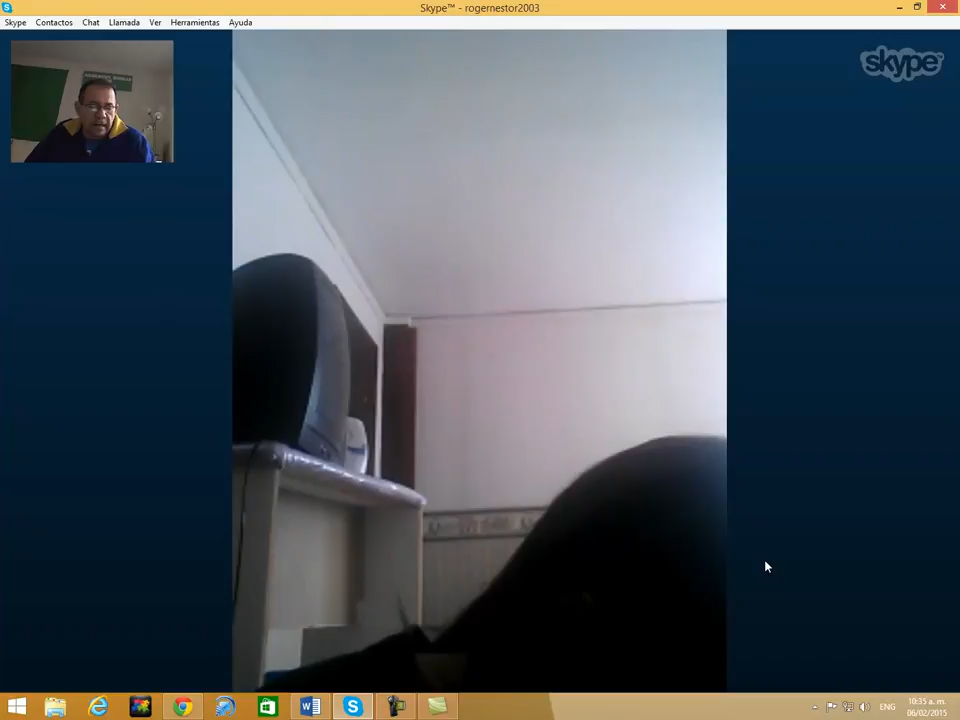 Skype™ - rogernestor2003
Skype Contactos Chat Llamada Ver Herramientas Ayuda
skype
ENG
10:35 a. m.
06/02/2015